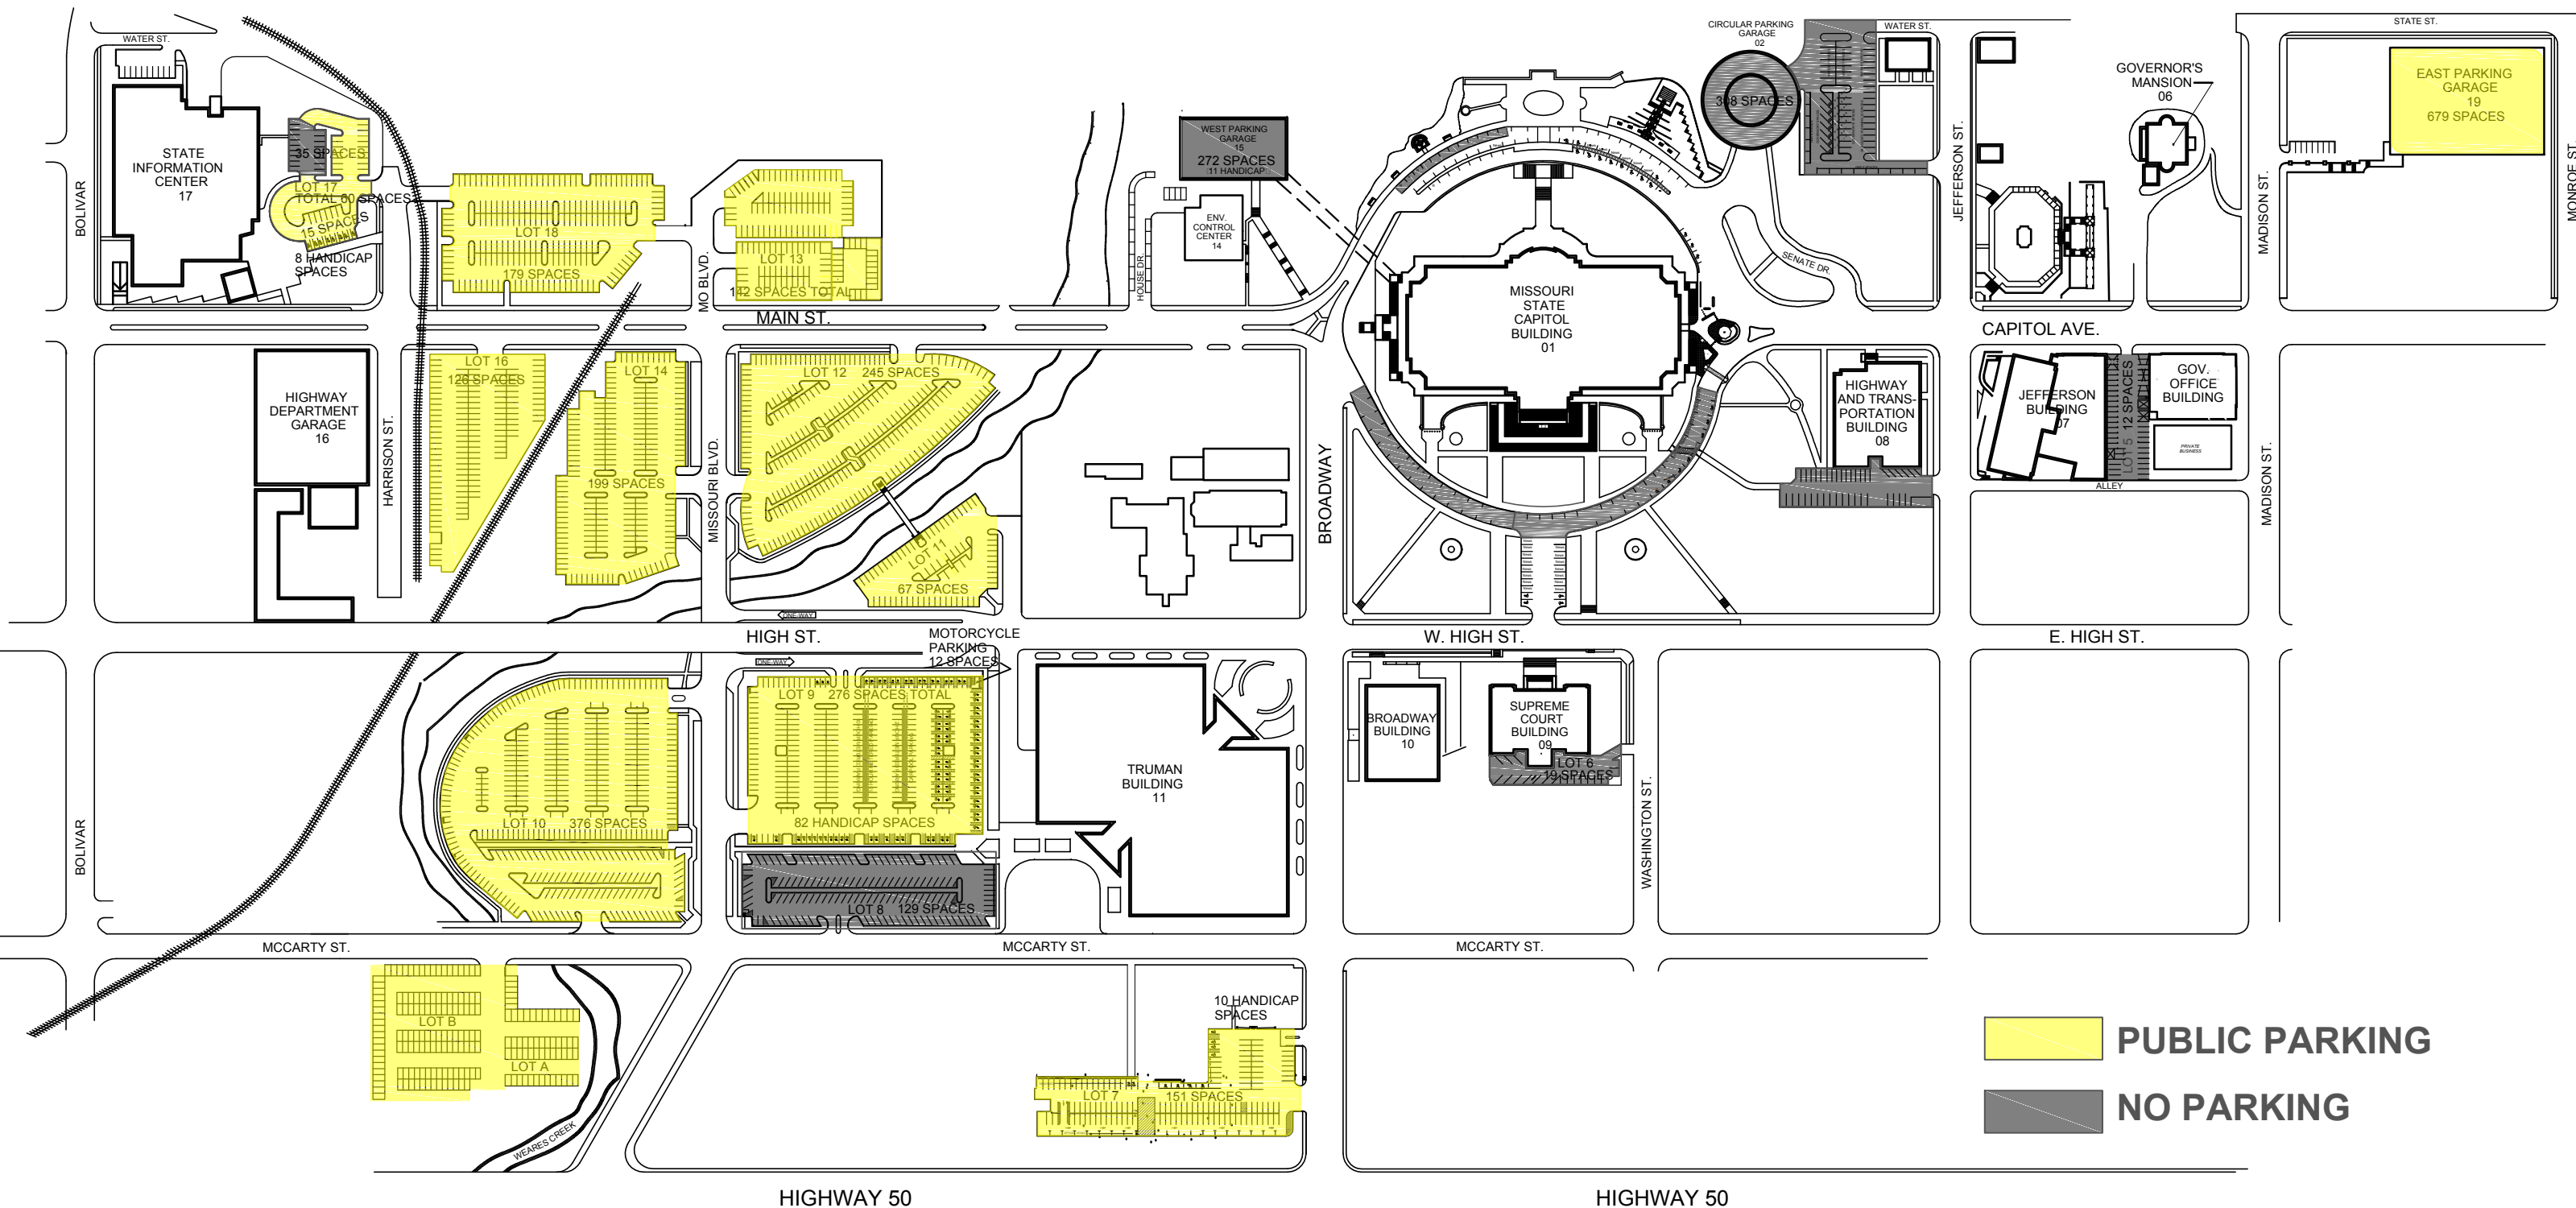 WATER ST.
BOLIVAR
STATE
INFORMATION
CENTER
17
35 SPACES
LOT 17
TOTAL 60 SPACES
15 SPACES
8 HANDICAP
SPACES
LOT 18
179 SPACES
MO BLVD.
LOT 13
142 SPACES TOTAL
MAIN ST.
HOUSE DR.
WEST PARKING
GARAGE
15
272 SPACES
11 HANDICAP
ENV.
CONTROL
CENTER
14
CIRCULAR PARKING
GARAGE
02
SPACES
WATER ST.
MISSOURI
STATE
CAPITOL
BUILDING
01
SENATE DR.
JEFFERSON ST.
GOVERNOR'S
MANSION
06
MADISON ST.
STATE ST.
EAST PARKING
GARAGE
19
679 SPACES
MONROE ST.
CAPITOL AVE.
HIGHWAY
DEPARTMENT
GARAGE
16
HARRISON ST.
LOT 16
126 SPACES
LOT 14
199 SPACES
MISSOURI BLVD.
LOT 12 245 SPACES
LOT 11
67 SPACES
ONE-WAY
BROADWAY
HIGHWAY
AND TRANS-
PORTATION
BUILDING
08
JEFFERSON
BUILDING
07
LOT 5 12 SPACES
GOV.
OFFICE
BUILDING
PRIVATE
BUSINESS
ALLEY
MADISON ST.
HIGH ST.
W. HIGH ST.
E. HIGH ST.
MOTORCYCLE
PARKING
12 SPACES
ONE-WAY
LOT 9 276 SPACES TOTAL
82 HANDICAP SPACES
LOT 10 376 SPACES
LOT 8 129 SPACES
TRUMAN
BUILDING
11
BROADWAY
BUILDING
10
SUPREME
COURT
BUILDING
09
LOT 6
19 SPACES
WASHINGTON ST.
BOLIVAR
MCCARTY ST.
MCCARTY ST.
MCCARTY ST.
LOT B
LOT A
WEARES CREEK
10 HANDICAP
SPACES
LOT 7 151 SPACES
PUBLIC PARKING
NO PARKING
HIGHWAY 50
HIGHWAY 50